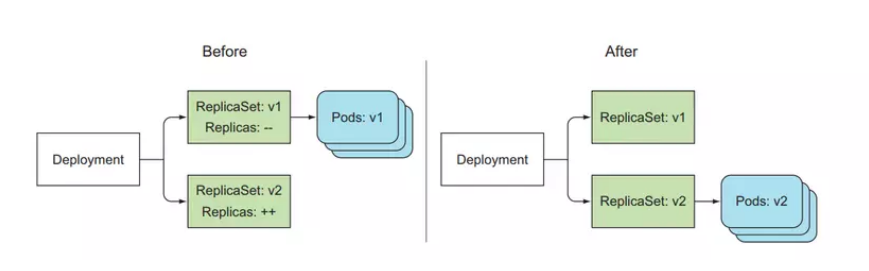 Before
ReplicaSet: v1
Replicas: --
Pods: v1
Deployment
ReplicaSet: v2
Replicas: ++
After
ReplicaSet: v1
Deployment
ReplicaSet: v2
Pods: v2